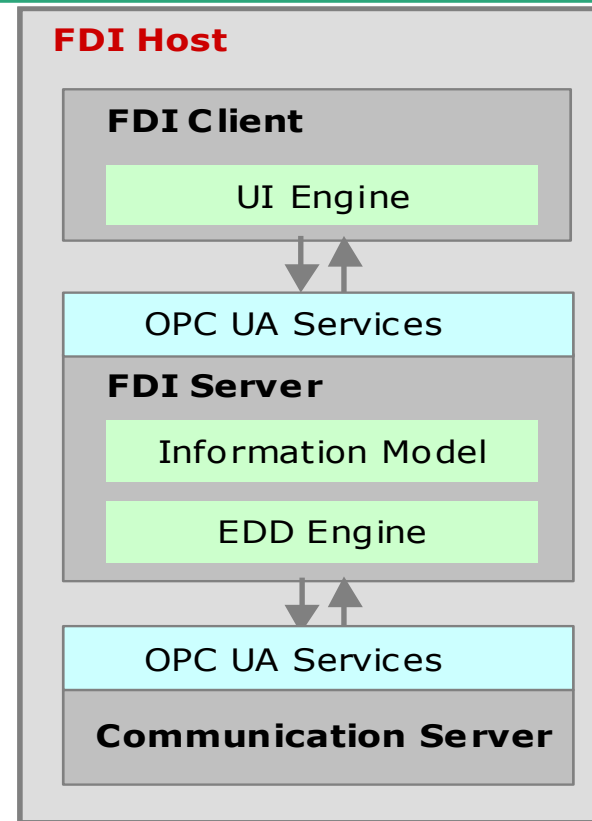 FDI Host
FDI Client
UI Engine
OPC UA Services
FDI Server
Information Model
EDD Engine
OPC UA Services
Communication Server